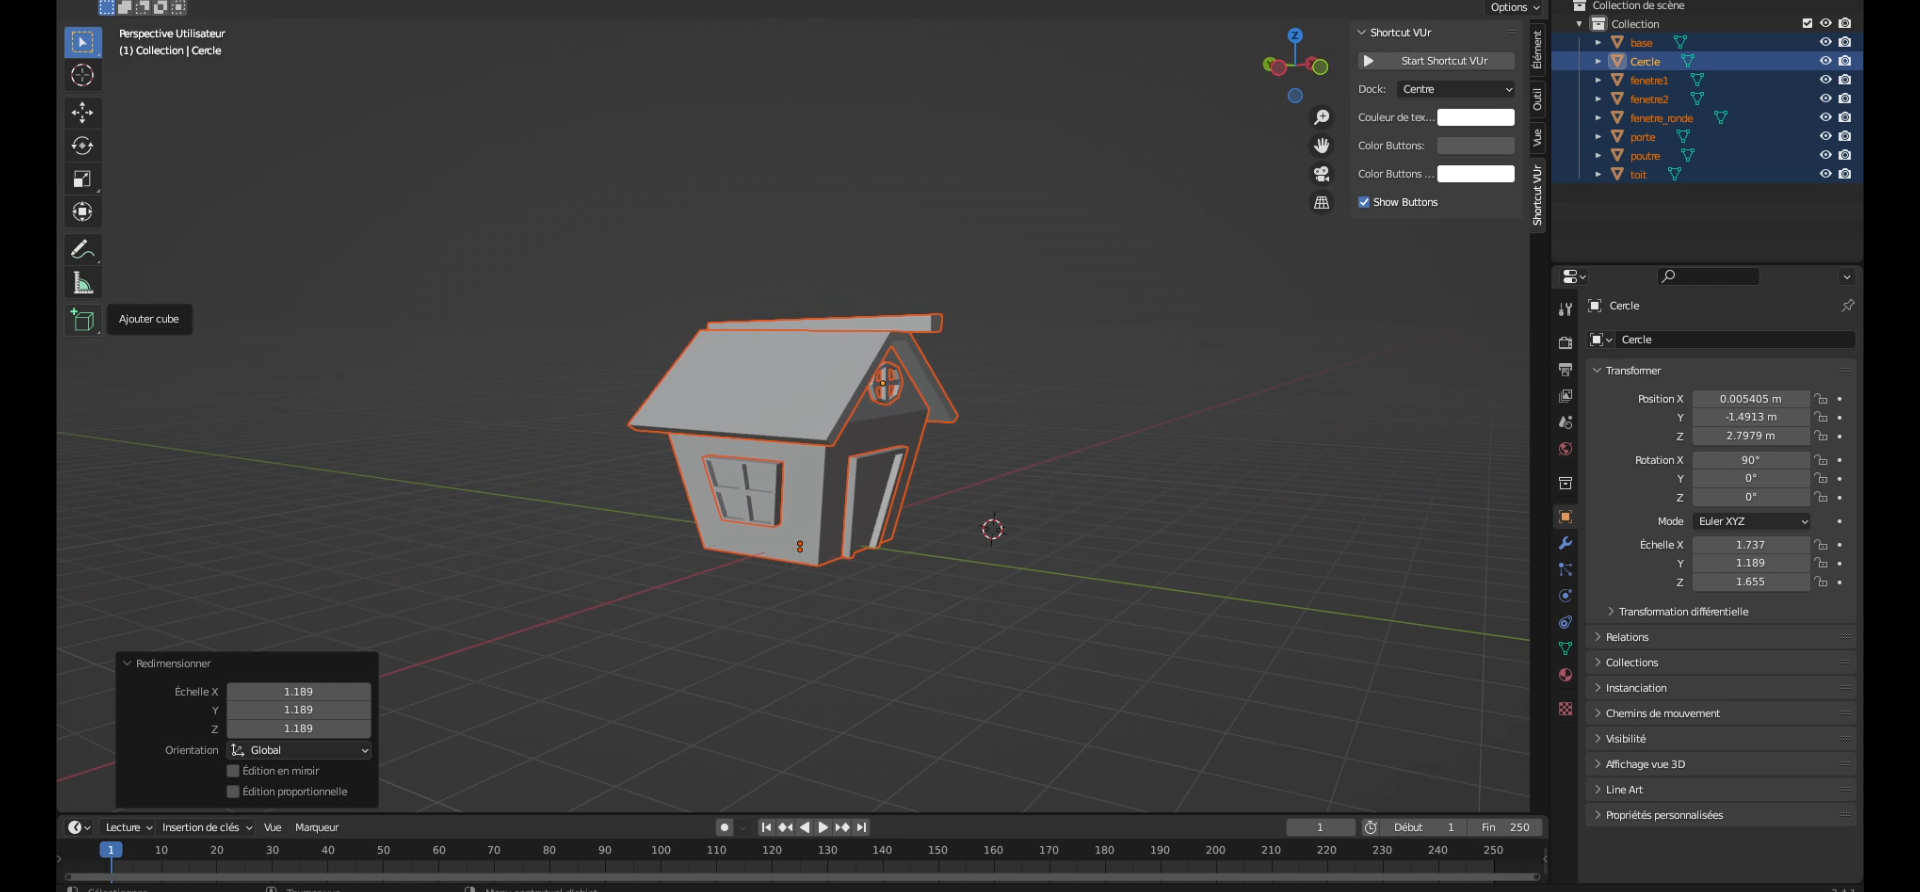 Options
Perspective Utilisateur
(1) Collection | Cercle
Ajouter cube
Z
Y
Shortcut VUr
Start Shortcut VUr
Dock: Centre
Couleur de tex...
Color Buttons:
Color Buttons ...
Show Buttons
Élément
Outil
Vue
Shortcut VUr
Collection de scène
Collection
base
Cercle
fenetre1
fenetre2
fenetre_ronde
porte
poutre
toit
Cercle
Cercle
Transformer
Position X 0.005405 m
Y -1.4913 m
Z 2.7979 m
Rotation X 90°
Y 0°
Z 0°
Mode Euler XYZ
Échelle X 1.737
Y 1.189
Z 1.655
Transformation différentielle
Relations
Collections
Instanciation
Chemins de mouvement
Visibilité
Affichage vue 3D
Line Art
Propriétés personnalisées
Redimensionner
Échelle X 1.189
Y 1.189
Z 1.189
Orientation Global
Édition en miroir
Édition proportionnelle
Lecture Insertion de clés Vue Marqueur
1 Début 1 Fin 250
1 10 20 30 40 50 60 70 80 90 100 110 120 130 140 150 160 170 180 190 200 210 220 230 240 250